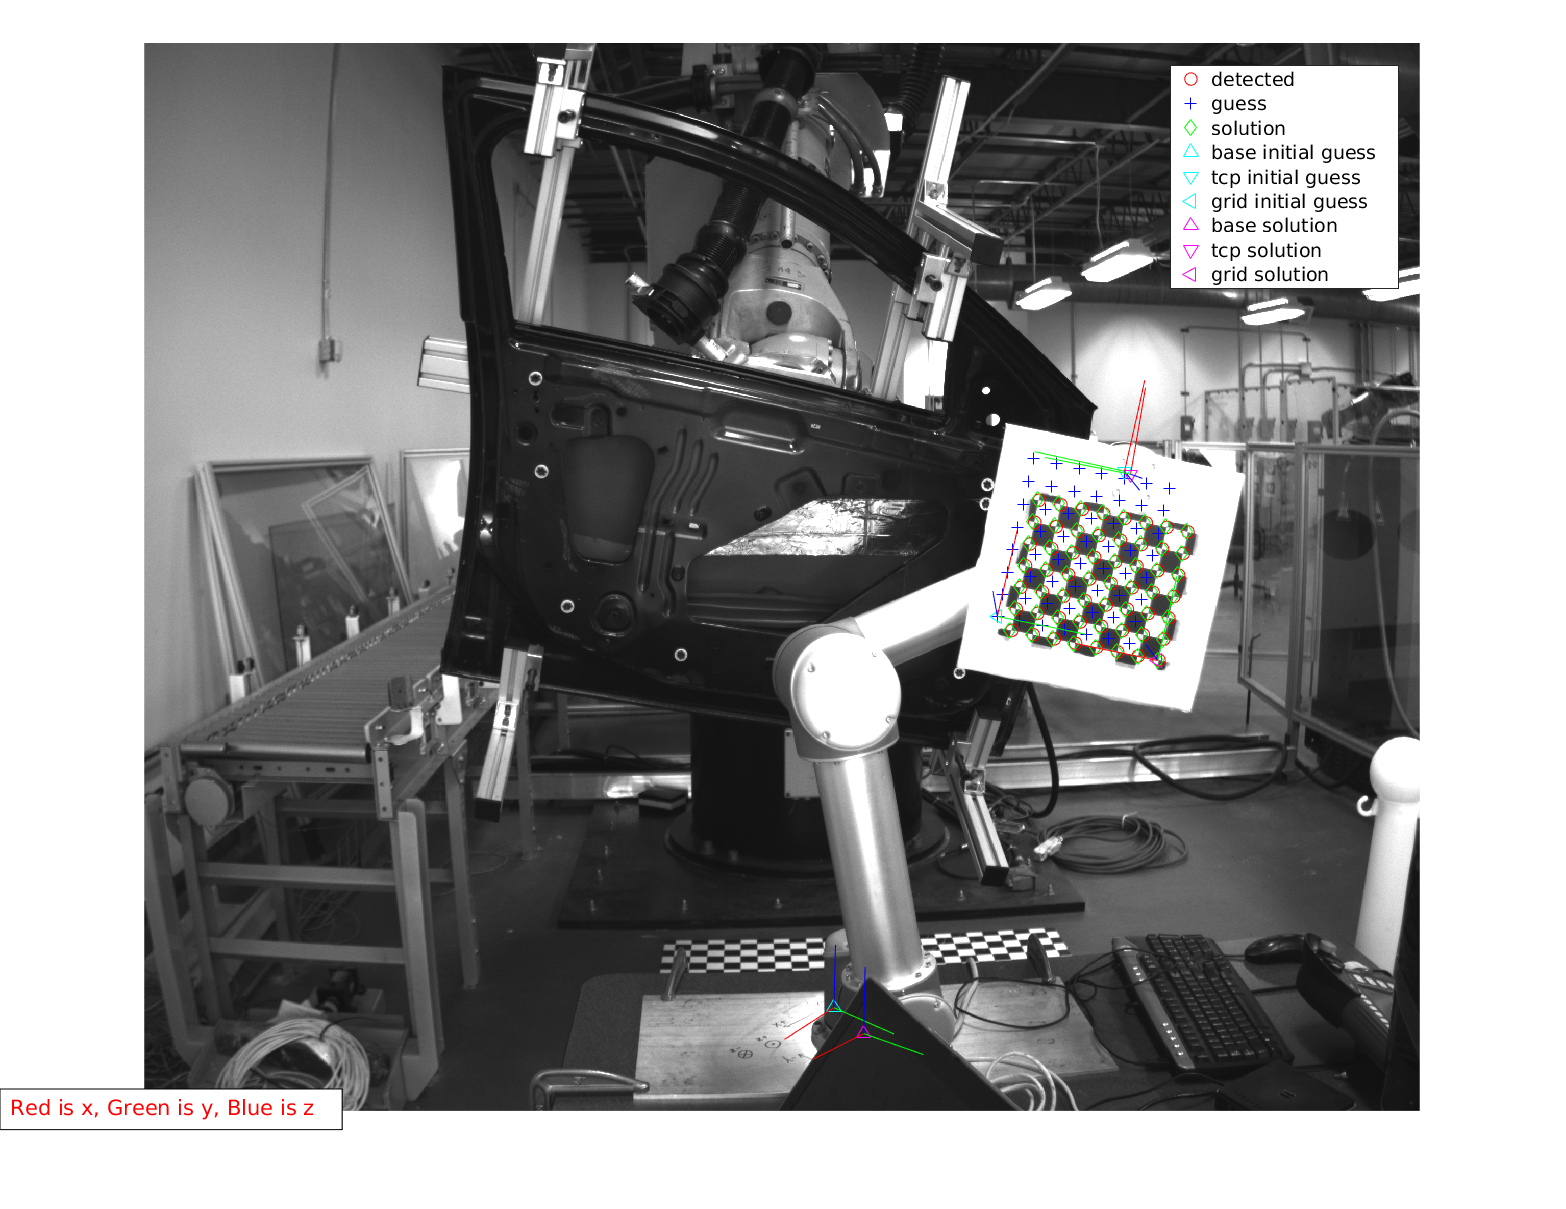 detected
guess
solution
base initial guess
tcp initial guess
grid initial guess
base solution
tcp solution
grid solution
Red is x, Green is y, Blue is z